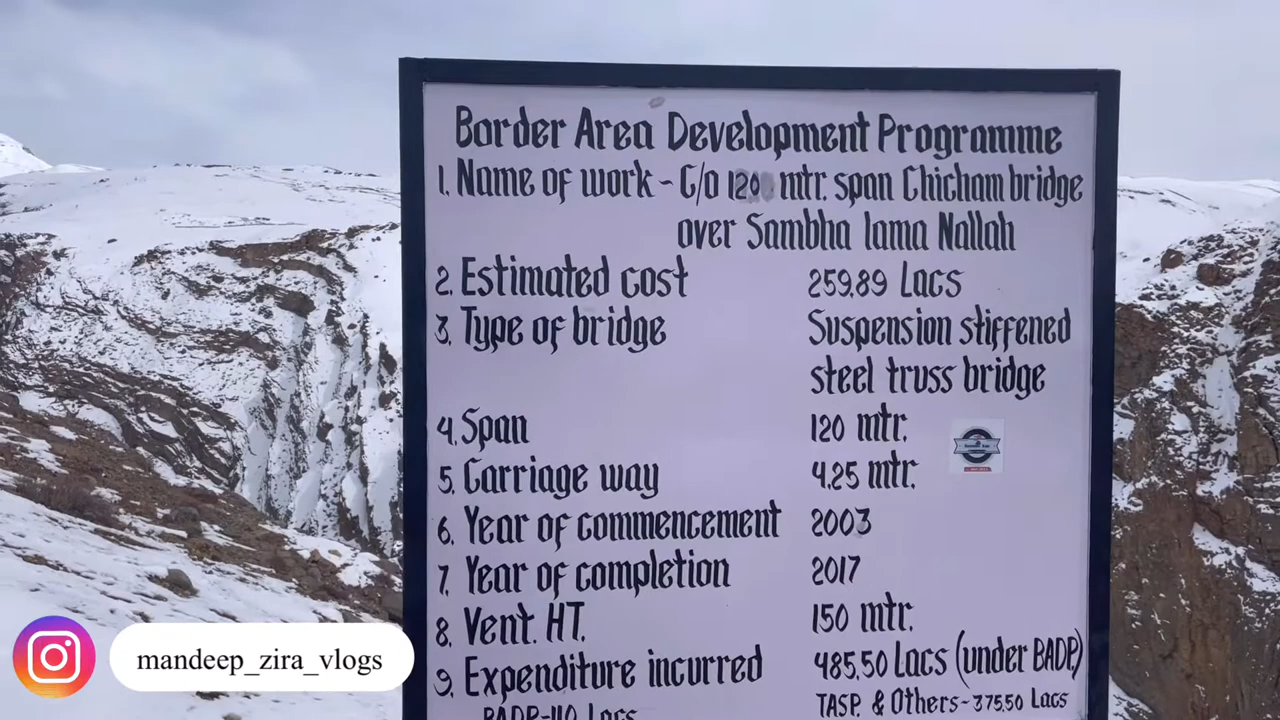 Border Area Development Programme
1. Name of work - C/o 120 mtr. span Chicham bridge
over Sambha lama Nallah
2. Estimated cost 259.89 Lacs
3. Type of bridge Suspension stiffened
steel truss bridge
4. Span 120 mtr.
5. Carriage way 4.25 mtr.
6. Year of commencement 2003
7. Year of completion 2017
8. Vent. HT. 150 mtr.
9. Expenditure incurred 485.50 Lacs (under BADP.)
BADP-110 Lacs TASP. & Others-375.50 Lacs
mandeep_zira_vlogs